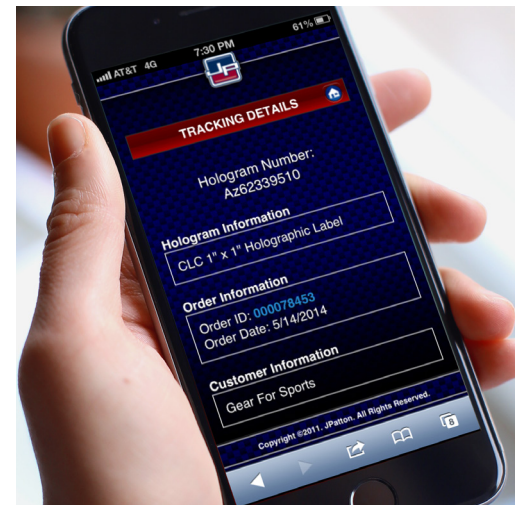 AT&T 4G 7:30 PM 61%
JP
TRACKING DETAILS
Hologram Number:
Az62339510
Hologram Information
CLC 1" x 1" Holographic Label
Order Information
Order ID: 000078453
Order Date: 5/14/2014
Customer Information
Gear For Sports
Copyright ©2011. JPatton. All Rights Reserved.
8